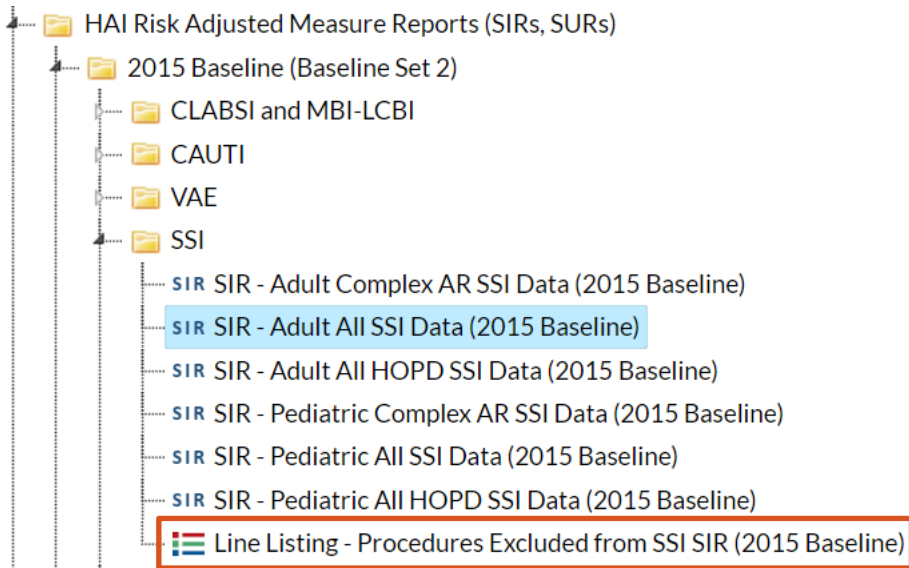 HAI Risk Adjusted Measure Reports (SIRs, SURs)
2015 Baseline (Baseline Set 2)
CLABSI and MBI-LCBI
CAUTI
VAE
SSI
SIR SIR - Adult Complex AR SSI Data (2015 Baseline)
SIR SIR - Adult All SSI Data (2015 Baseline)
SIR SIR - Adult All HOPD SSI Data (2015 Baseline)
SIR SIR - Pediatric Complex AR SSI Data (2015 Baseline)
SIR SIR - Pediatric All SSI Data (2015 Baseline)
SIR SIR - Pediatric All HOPD SSI Data (2015 Baseline)
Line Listing - Procedures Excluded from SSI SIR (2015 Baseline)